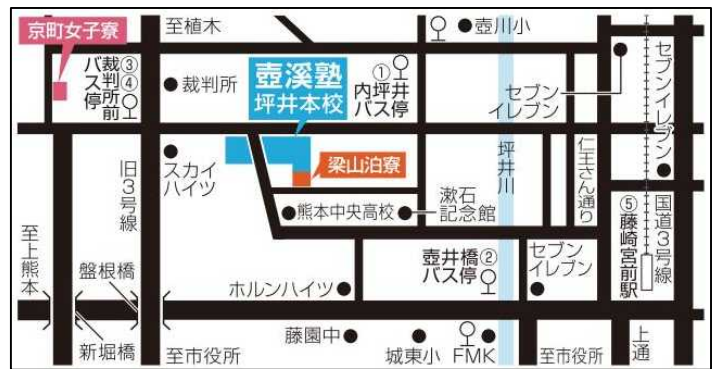 京町女子寮
至植木
壺川小
裁判所前
バス停
③④
裁判所
壺溪塾
坪井本校
①
内坪井
バス停
セブン
イレブン
セブンイレブン
旧3号線
スカイ
ハイツ
梁山泊寮
坪井川
仁王さん通り
熊本中央高校
漱石
記念館
⑤藤崎宮前駅
国道3号線
至上熊本
盤根橋
壺井橋②
バス停
セブン
イレブン
ホルンハイツ
新堀橋
至市役所
藤園中
城東小
FMK
至市役所
上通